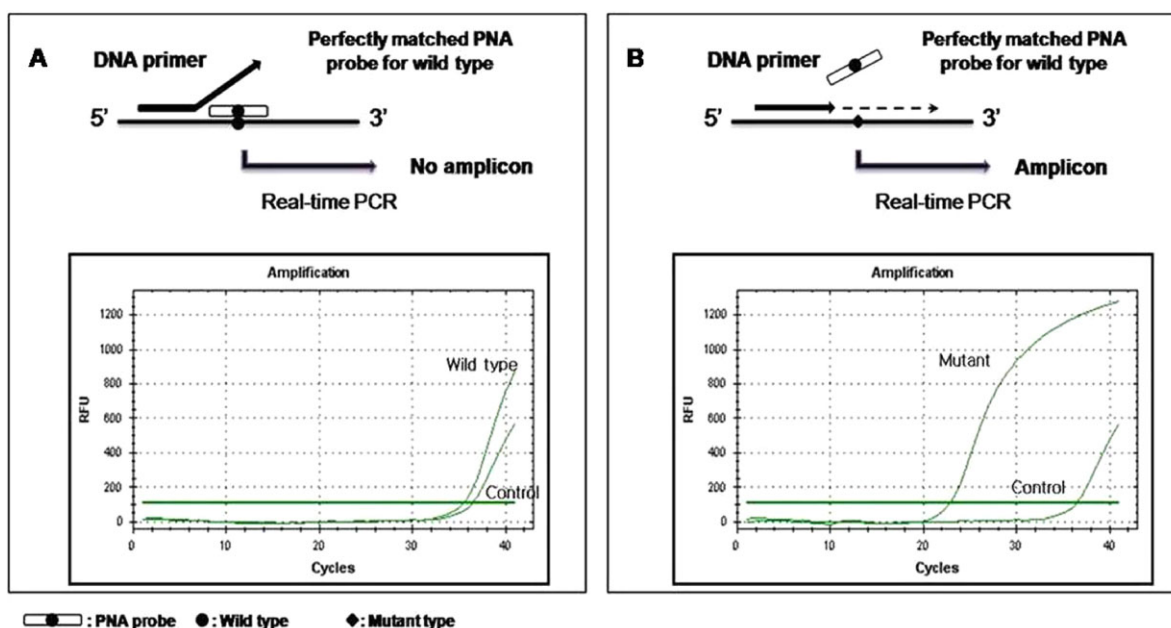 A
DNA primer
Perfectly matched PNA
probe for wild type
5’
3’
No amplicon
Real-time PCR
Amplification
1200
1000
800
600
400
200
0
RFU
Wild type
Control
0
10
20
30
40
Cycles
B
DNA primer
Perfectly matched PNA
probe for wild type
5’
3’
Amplicon
Real-time PCR
Amplification
1200
1000
800
600
400
200
0
RFU
Mutant
Control
0
10
20
30
40
Cycles
: PNA probe : Wild type : Mutant type